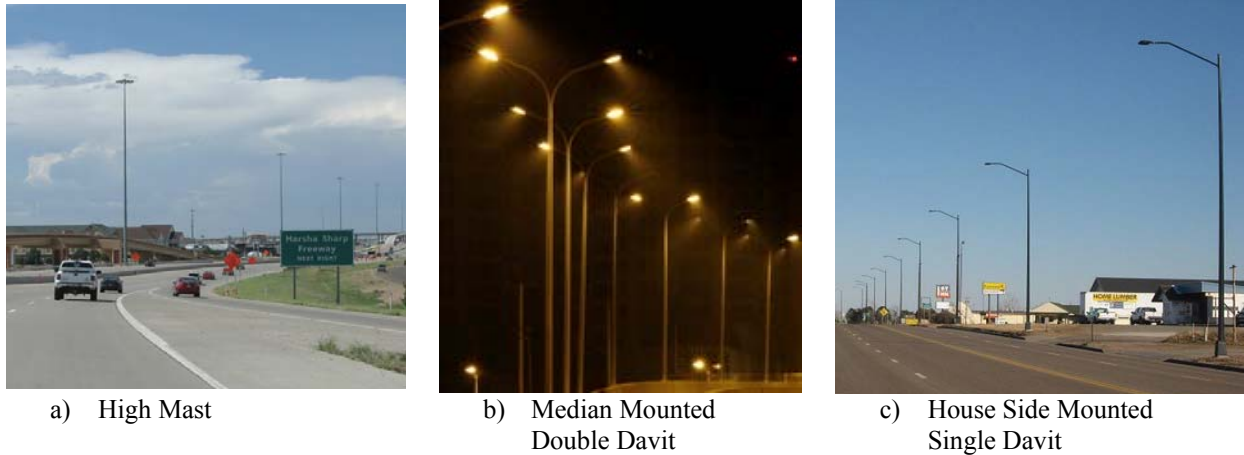 Marsha Sharp
Freeway
NEXT RIGHT
HOME LUMBER
a) High Mast
b) Median Mounted
Double Davit
c) House Side Mounted
Single Davit